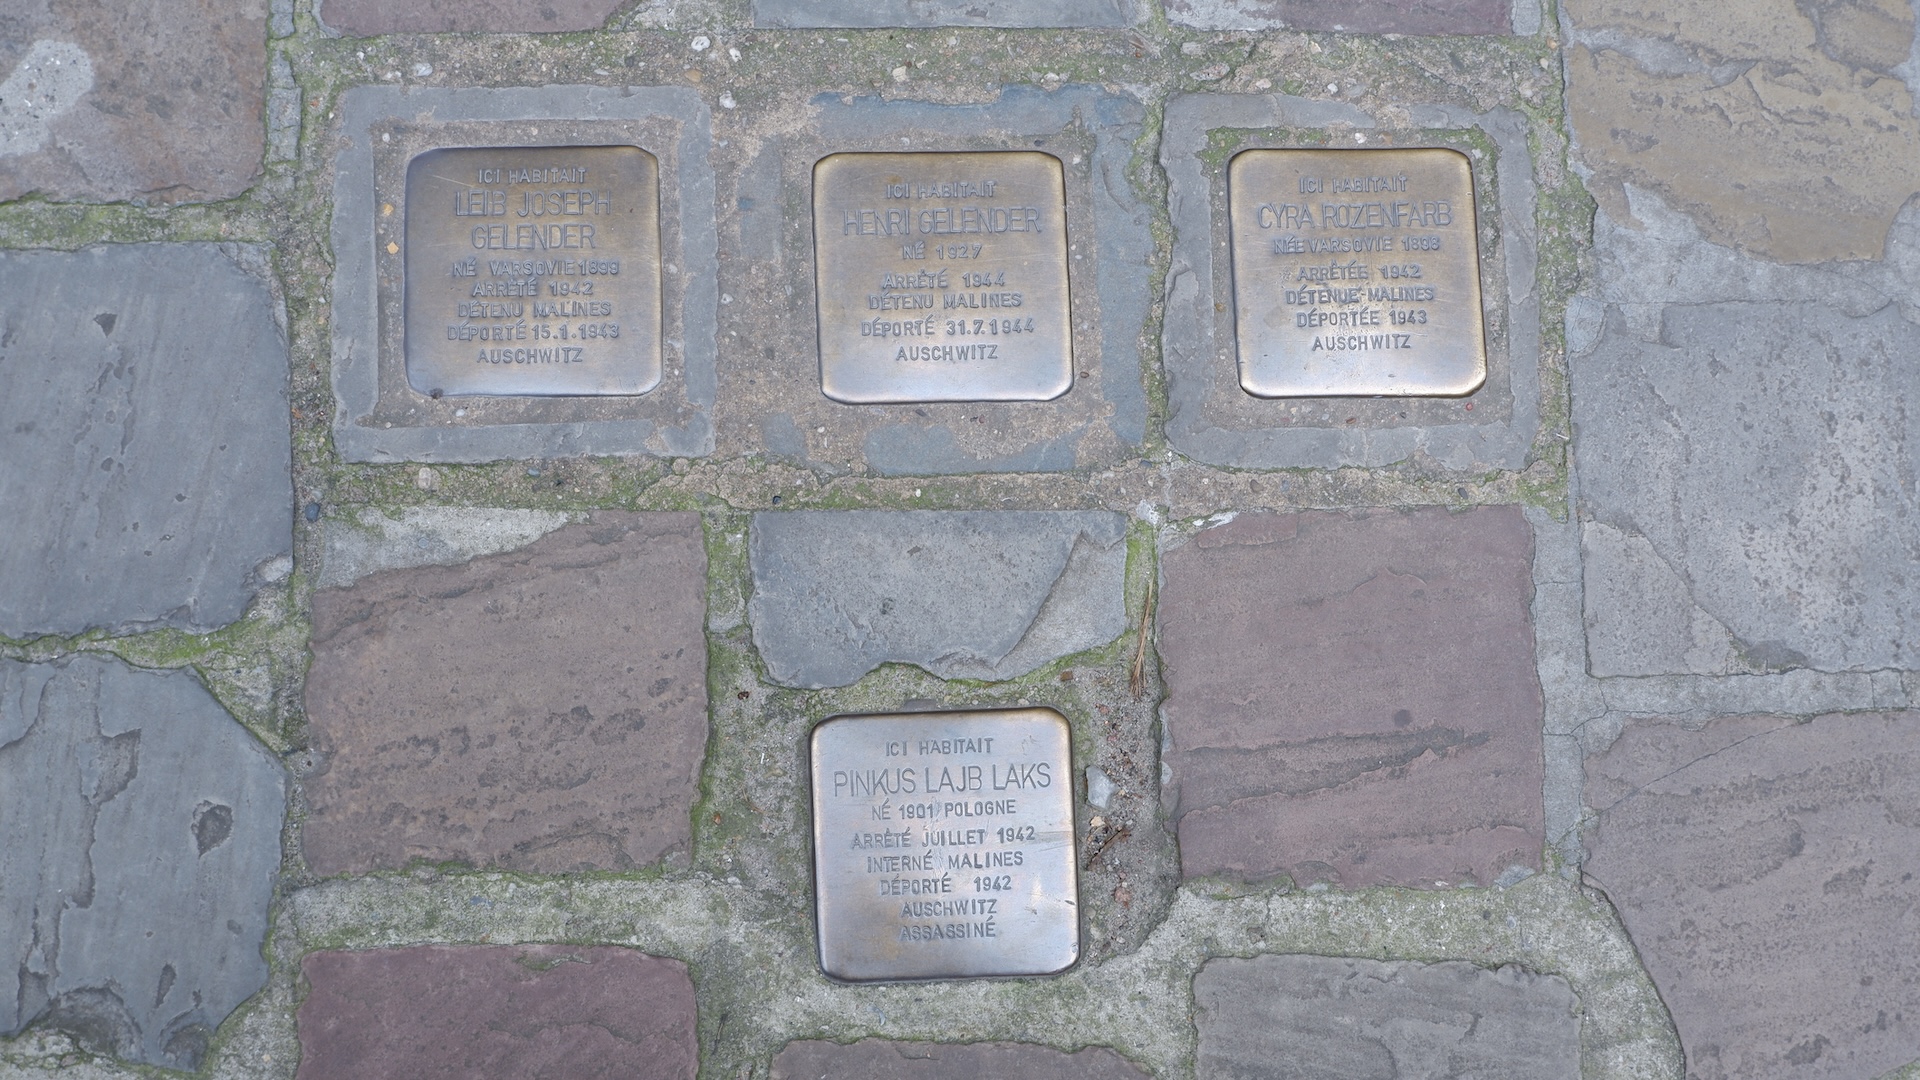 ICI HABITAIT
LEIB JOSEPH
GELENDER
NÉ VARSOVIE 1899
ARRÊTÉ 1942
DÉTENU MALINES
DÉPORTÉ 15.1.1943
AUSCHWITZ
ICI HABITAIT
HENRI GELENDER
NÉ 1927
ARRÊTÉ 1944
DÉTENU MALINES
DÉPORTÉ 31.7.1944
AUSCHWITZ
ICI HABITAIT
CYRA ROZENFARB
NÉE VARSOVIE
ARRÊTÉE 1942
DÉTENUE MALINES
DÉPORTÉE 1943
AUSCHWITZ
ICI HABITAIT
PINKUS LAJB LAKS
NÉ 1901 POLOGNE
ARRÊTÉ JUILLET 1942
INTERNÉ MALINES
DÉPORTÉ 1942
AUSCHWITZ
ASSASSINÉ